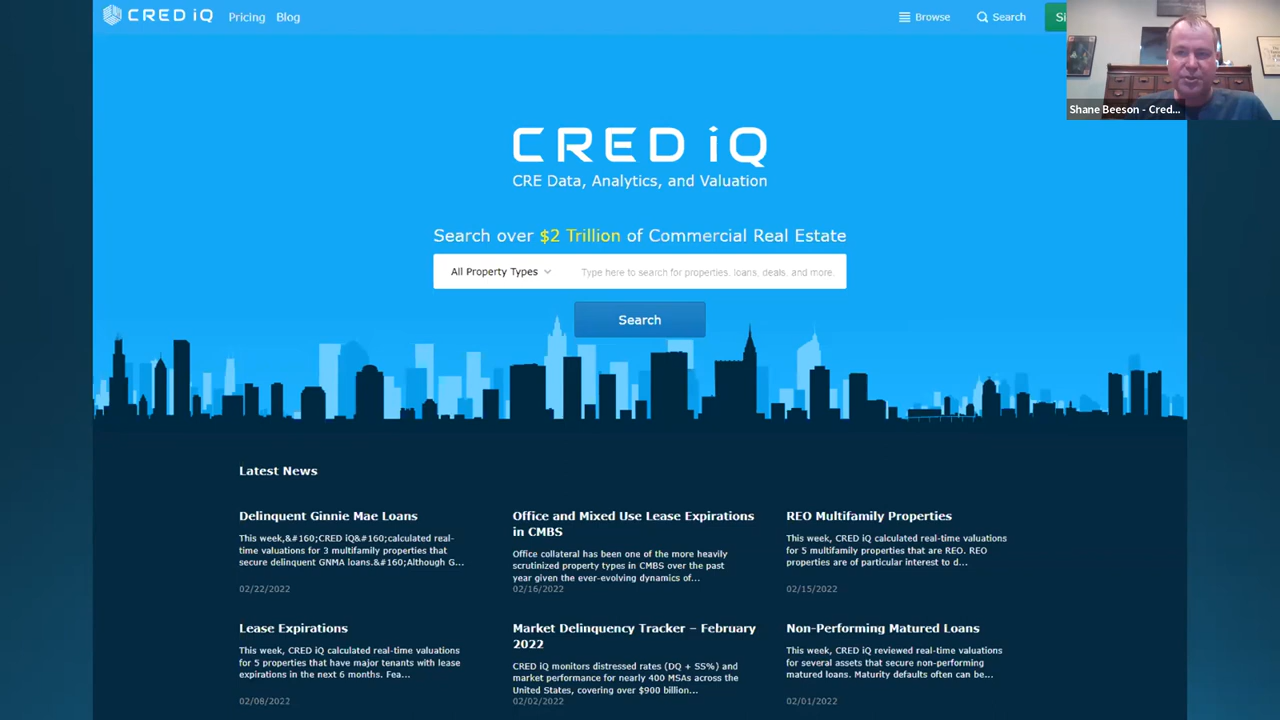 CRED iQ Pricing Blog Browse Search Si
Shane Beeson - Cred...
CRED iQ
CRE Data, Analytics, and Valuation
Search over $2 Trillion of Commercial Real Estate
All Property Types Type here to search for properties, loans, deals, and more.
Search
Latest News
Delinquent Ginnie Mae Loans
This week,&#160;CRED iQ&#160;calculated real-
time valuations for 3 multifamily properties that
secure delinquent GNMA loans.&#160;Although G...
02/22/2022
Office and Mixed Use Lease Expirations
in CMBS
Office collateral has been one of the more heavily
scrutinized property types in CMBS over the past
year given the ever-evolving dynamics of...
02/16/2022
REO Multifamily Properties
This week, CRED iQ calculated real-time valuations
for 5 multifamily properties that are REO. REO
properties are of particular interest to d...
02/15/2022
Lease Expirations
This week, CRED iQ calculated real-time valuations
for 5 properties that have major tenants with lease
expirations in the next 6 months. Fea...
02/08/2022
Market Delinquency Tracker – February
2022
CRED iQ monitors distressed rates (DQ + SS%) and
market performance for nearly 400 MSAs across the
United States, covering over $900 billion...
02/02/2022
Non-Performing Matured Loans
This week, CRED iQ reviewed real-time valuations
for several assets that secure non-performing
matured loans. Maturity defaults often can be...
02/01/2022